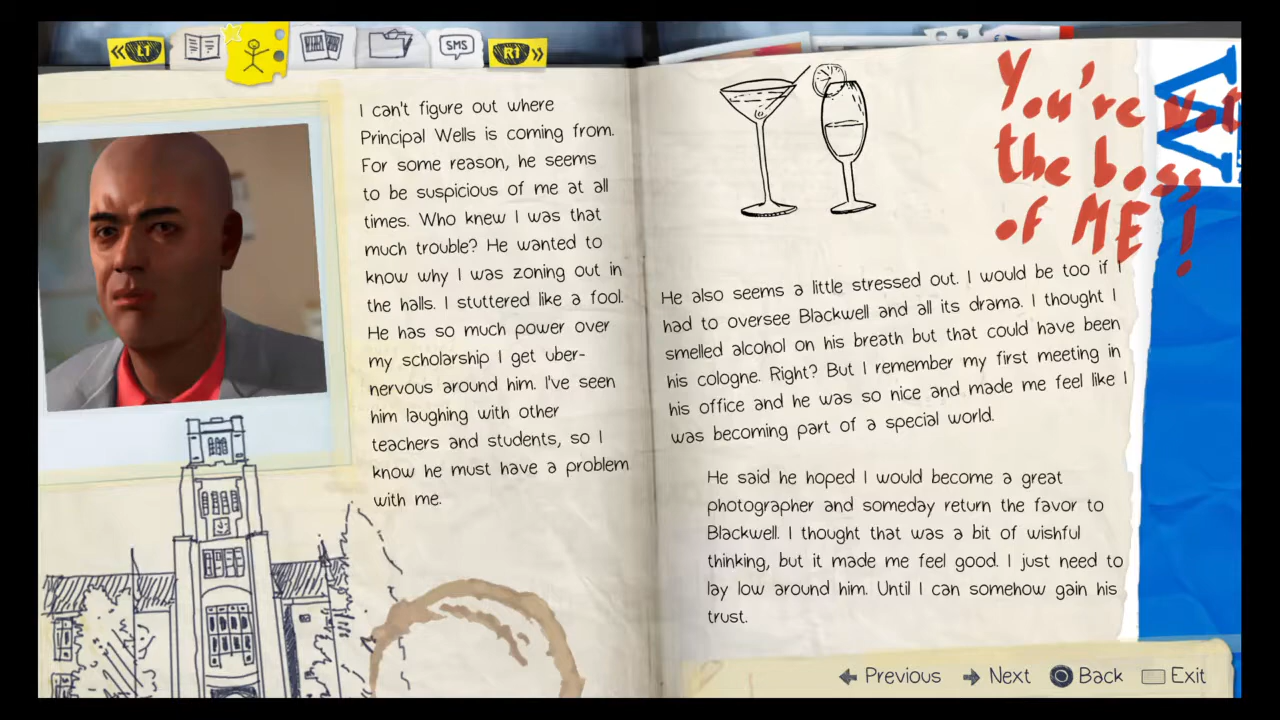 L1
SMS
R1
I can't figure out where
Principal Wells is coming from.
For some reason, he seems
to be suspicious of me at all
times. Who knew I was that
much trouble? He wanted to
know why I was zoning out in
the halls. I stuttered like a fool.
He has so much power over
my scholarship I get uber-
nervous around him. I've seen
him laughing with other
teachers and students, so I
know he must have a problem
with me.
You're not
the boss
of ME!
W
He also seems a little stressed out. I would be too if I
had to oversee Blackwell and all its drama. I thought I
smelled alcohol on his breath but that could have been
his cologne. Right? But I remember my first meeting in
his office and he was so nice and made me feel like I
was becoming part of a special world.
He said he hoped I would become a great
photographer and someday return the favor to
Blackwell. I thought that was a bit of wishful
thinking, but it made me feel good. I just need to
lay low around him. Until I can somehow gain his
trust.
Previous Next Back Exit